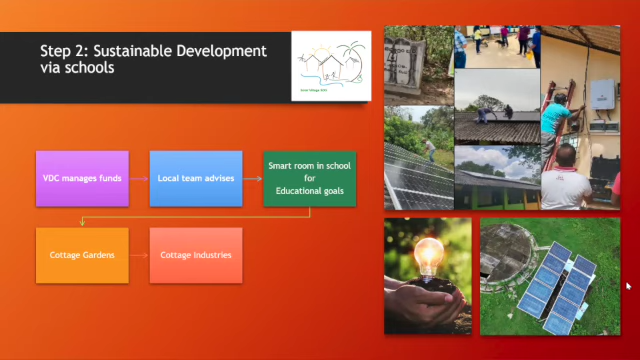 Step 2: Sustainable Development
via schools
VDC manages funds
Local team advises
Smart room in school
for
Educational goals
Cottage Gardens
Cottage Industries